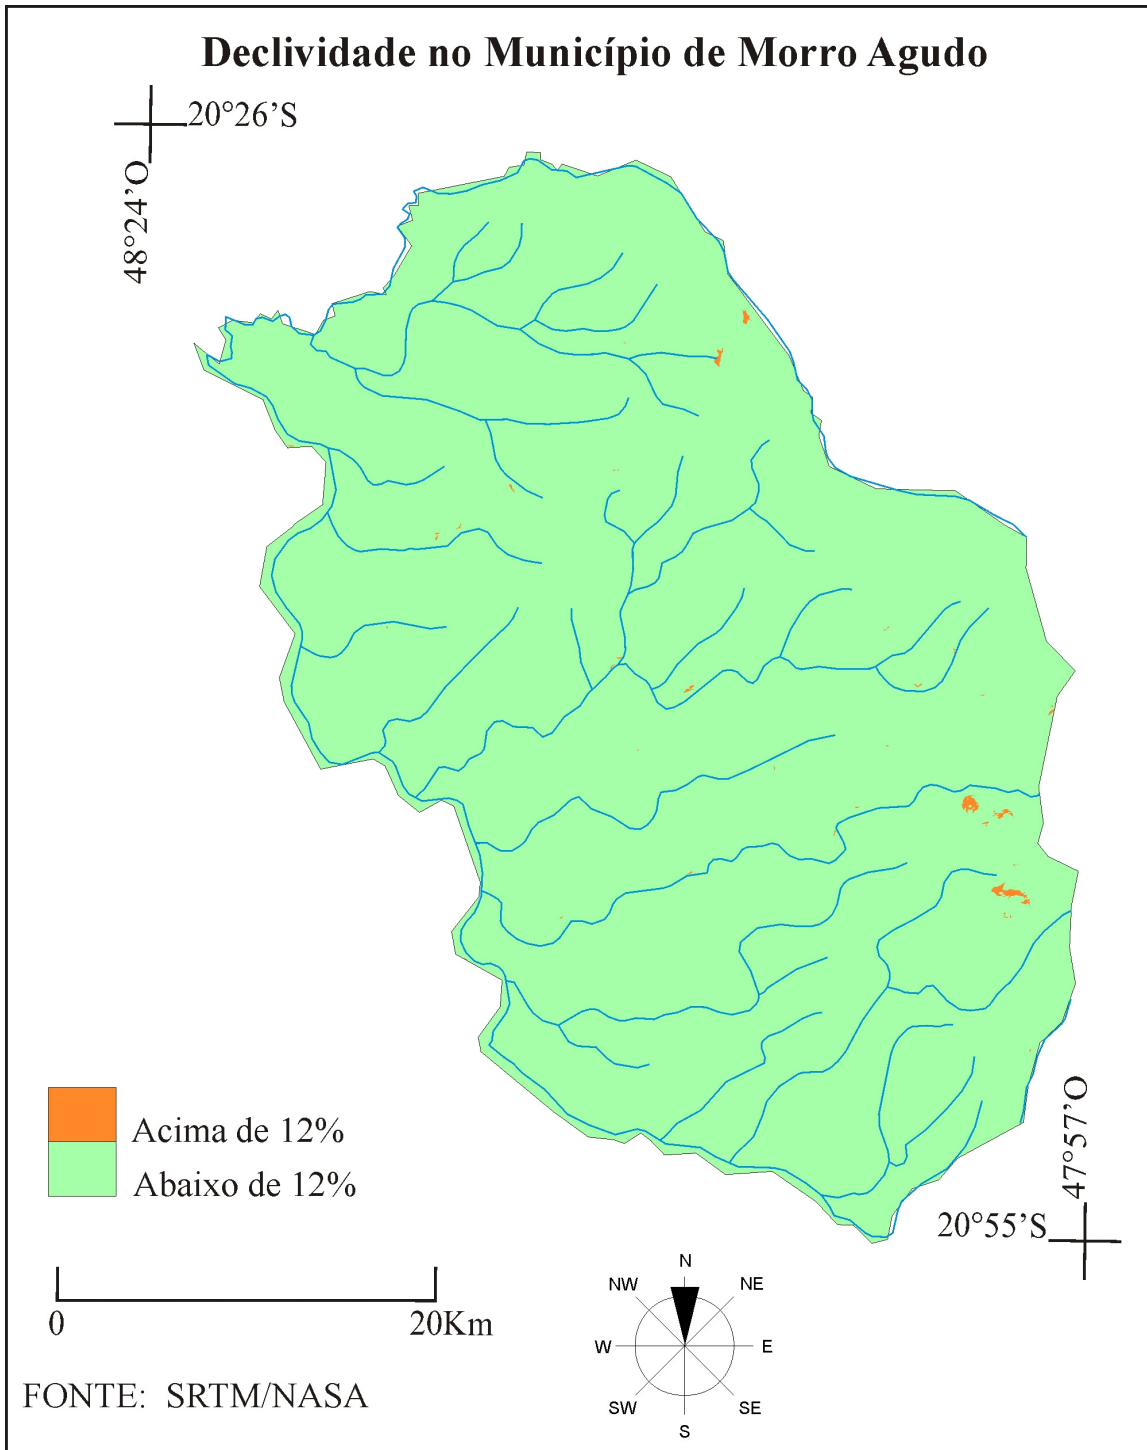 Declividade no Município de Morro Agudo
20°26’S
48°24’O
Acima de 12%
Abaixo de 12%
47°57’O
20°55’S
0 20Km
N
NW NE
W E
SW SE
S
FONTE: SRTM/NASA